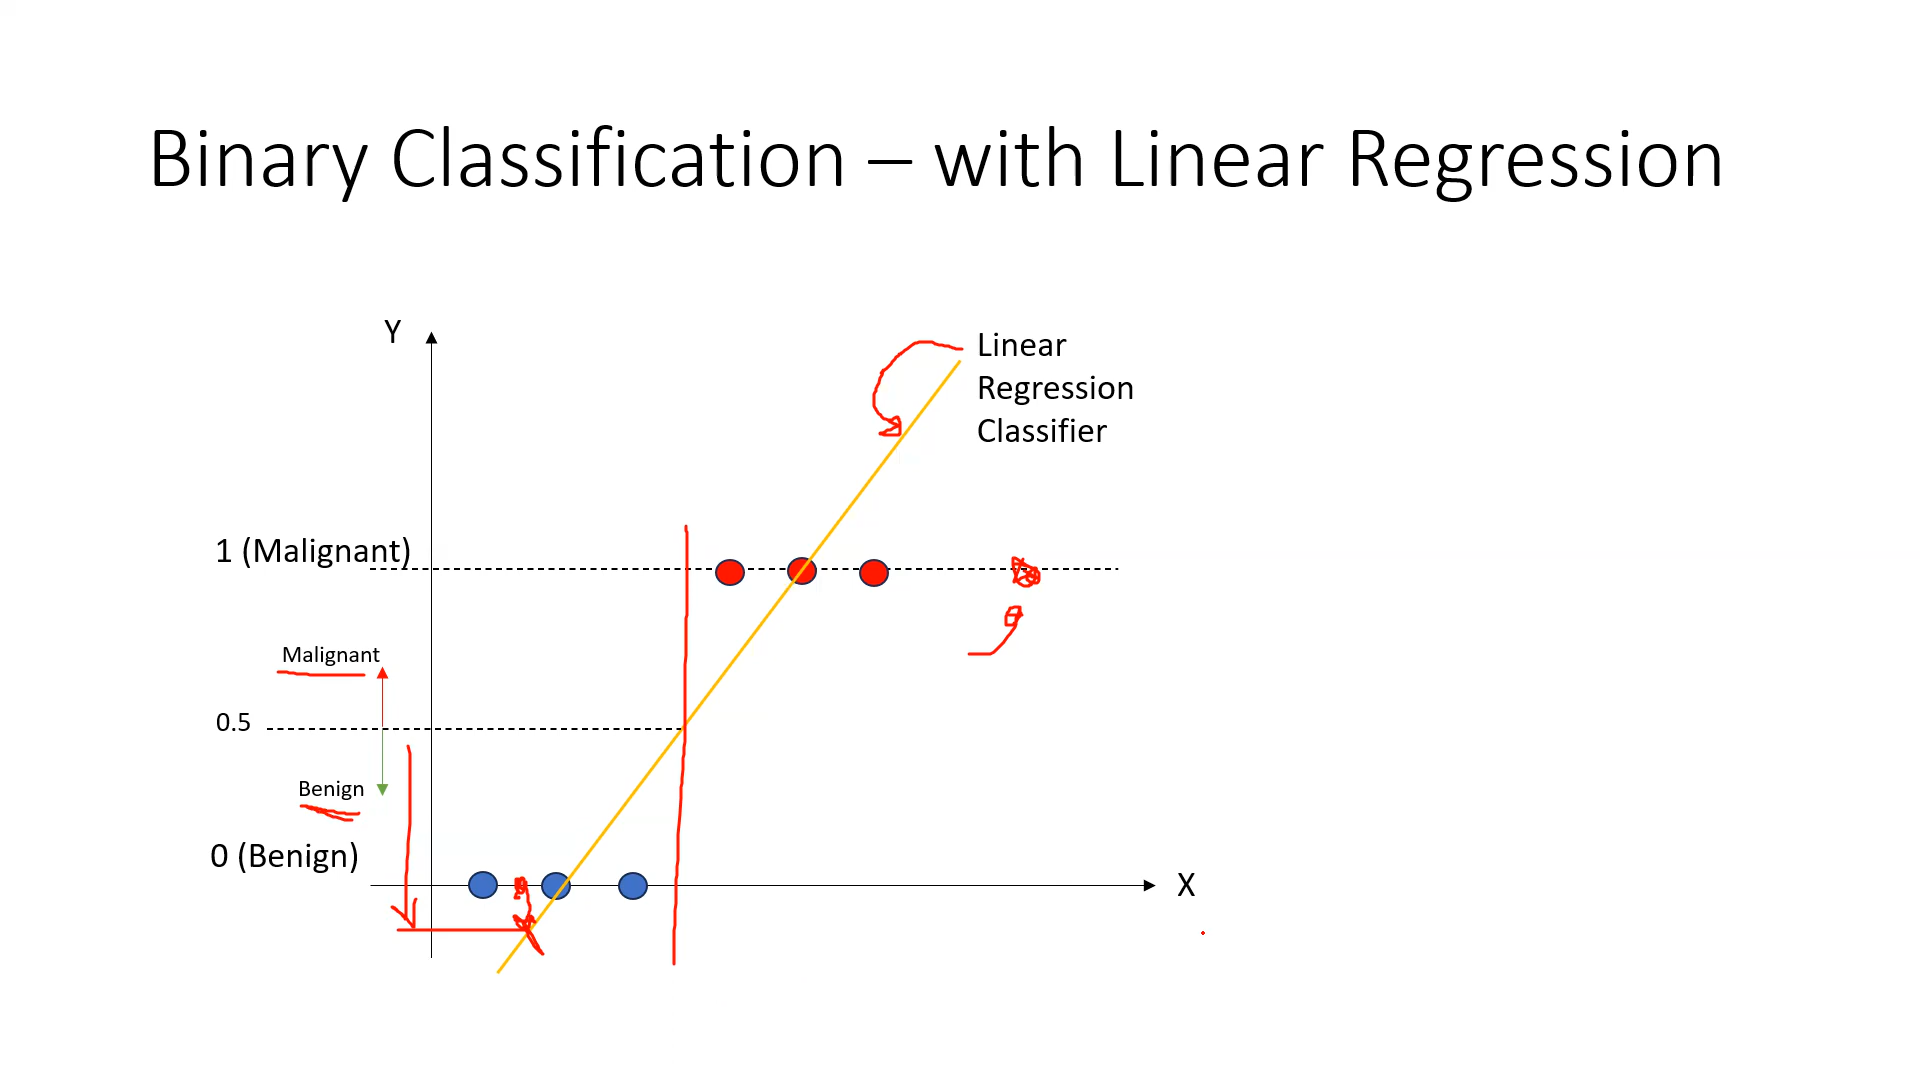 Binary Classification – with Linear Regression
Y
Linear
Regression
Classifier
1 (Malignant)
Malignant
0.5
Benign
0 (Benign)
X